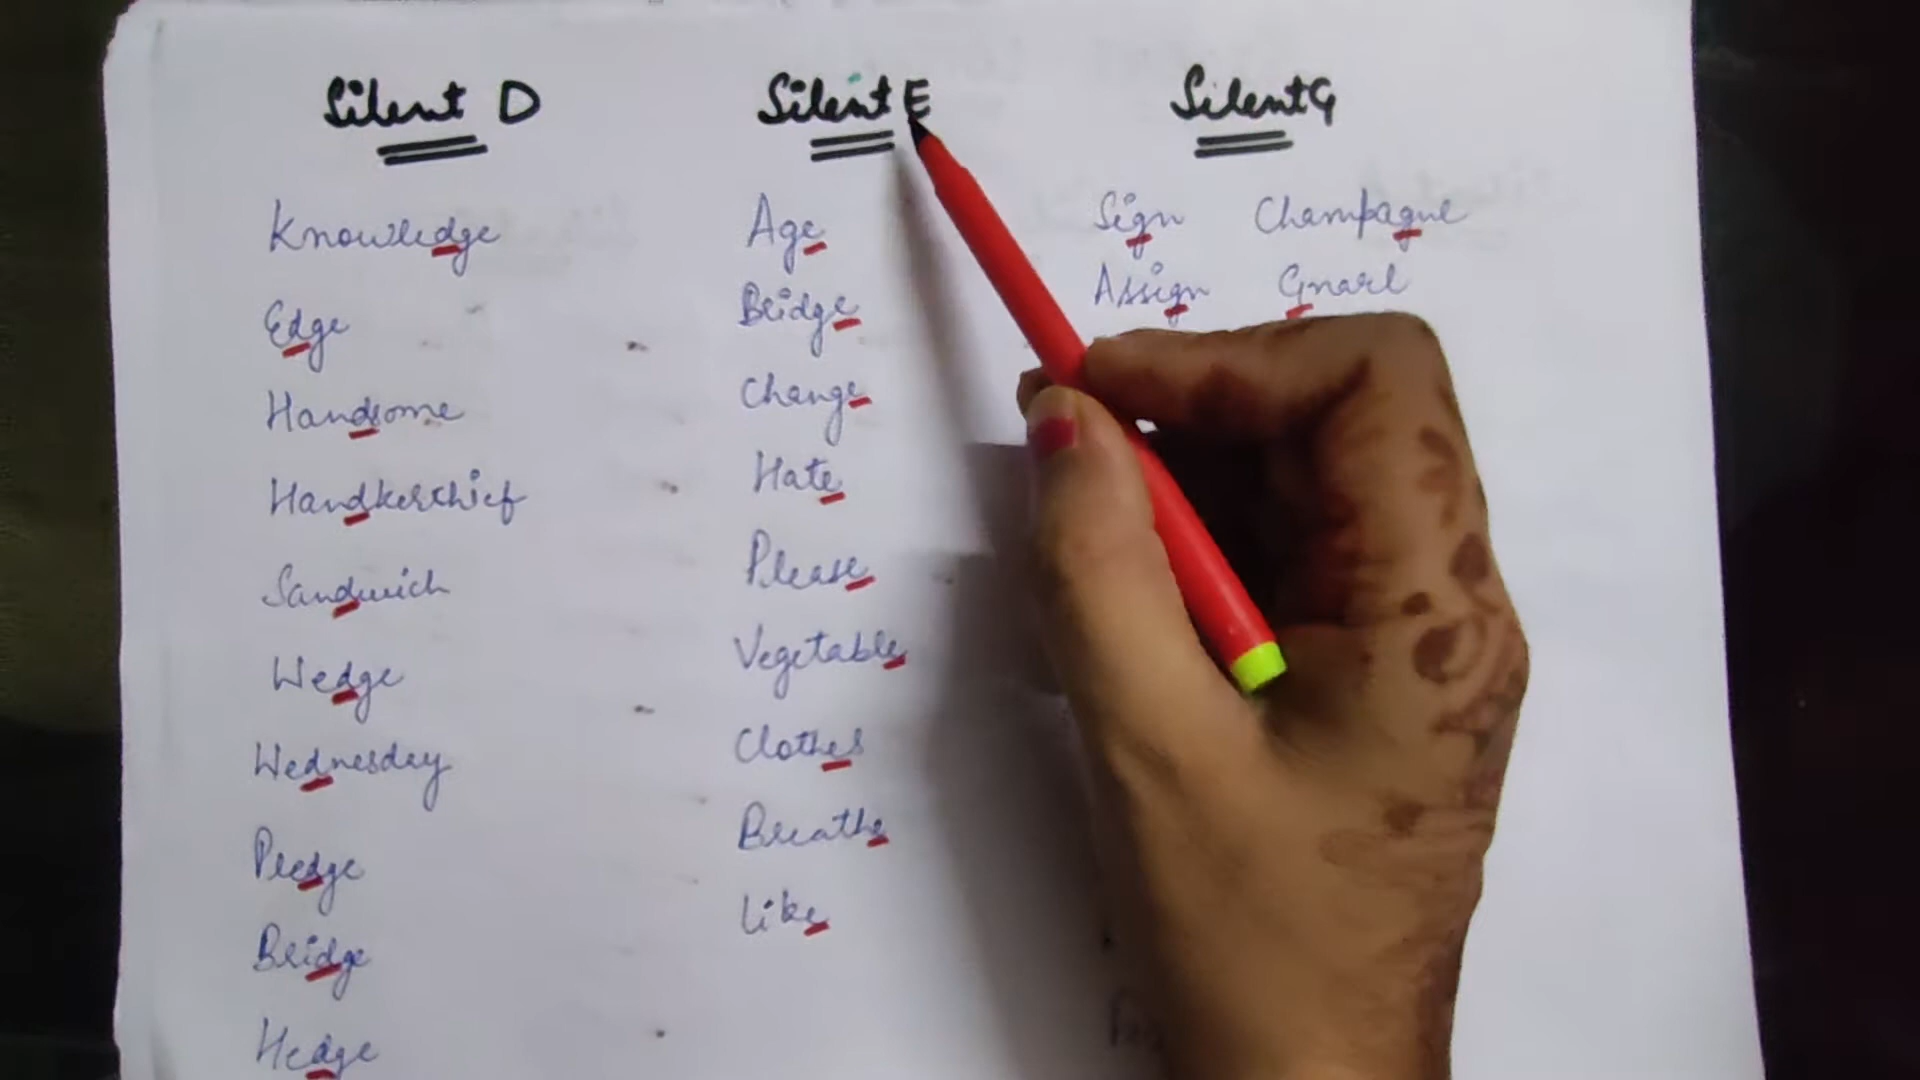 Silent D
Knowledge
Edge
Handsome
Handkerchief
Sandwich
Wedge
Wednesday
Pledge
Bridge
Hedge
Silent E
Age
Bridge
Change
Hate
Please
Vegetable
Clothes
Breathe
Like
Silent G
Sign Champagne
Assign Gnarl